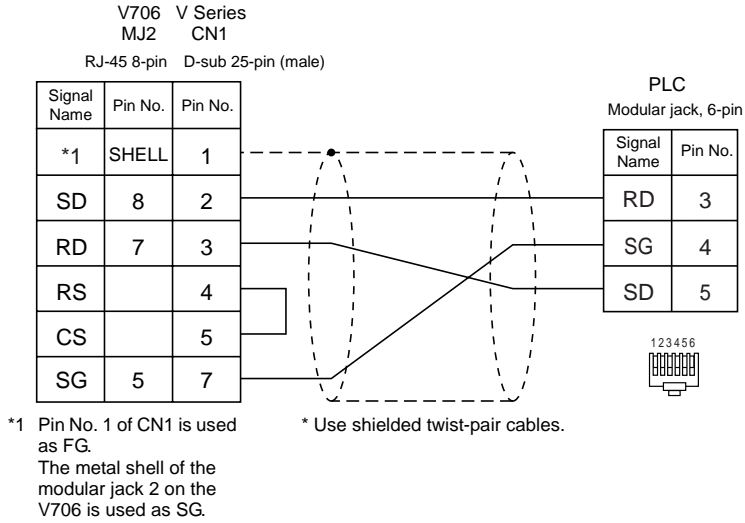 V706 V Series
MJ2 CN1
RJ-45 8-pin D-sub 25-pin (male)
Signal Name Pin No. Pin No.
*1 SHELL 1
SD 8 2
RD 7 3
RS 4
CS 5
SG 5 7
PLC
Modular jack, 6-pin
Signal Name Pin No.
RD 3
SG 4
SD 5
123456
*1 Pin No. 1 of CN1 is used
as FG.
The metal shell of the
modular jack 2 on the
V706 is used as SG.
* Use shielded twist-pair cables.